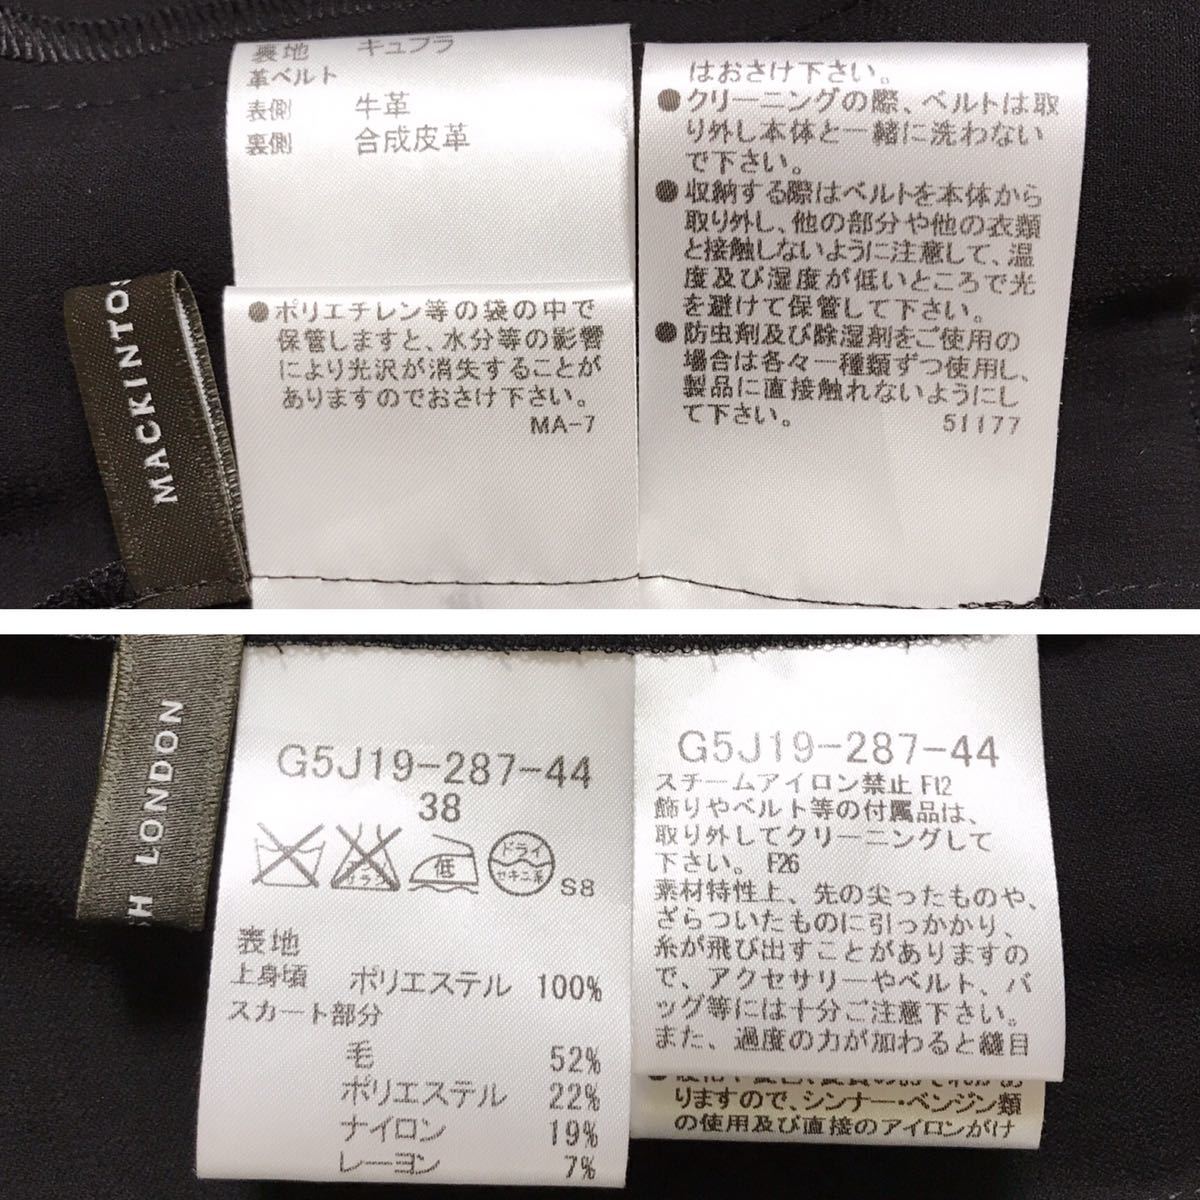 裏地 キュプラ
革ベルト
表側 牛革
裏側 合成皮革
●ポリエチレン等の袋の中で
保管しますと、水分等の影響
により光沢が消失することが
ありますのでおさけ下さい。
MA-7
はおさけ下さい。
●クリーニングの際、ベルトは取
り外し本体と一緒に洗わない
で下さい。
●収納する際はベルトを本体から
取り外し、他の部分や他の衣類
と接触しないように注意して、温
度及び湿度が低いところで光
を避けて保管して下さい。
●防虫剤及び除湿剤をご使用の
場合は各々一種類ずつ使用し、
製品に直接触れないようにし
て下さい。 51177
MACKINTOS
SH LONDON
G5J19-287-44
38
エンソサラシ
低
ドライ
セキユ系
S8
表地
上身頃 ポリエステル 100%
スカート部分
毛 52%
ポリエステル 22%
ナイロン 19%
レーヨン 7%
G5J19-287-44
スチームアイロン禁止 F12
飾りやベルト等の付属品は、
取り外してクリーニングして
下さい。 F26
素材特性上、先の尖ったものや、
ざらついたものに引っかかり、
糸が飛び出すことがありますの
で、アクセサリーやベルト、バ
ッグ等には十分ご注意下さい。
また、過度の力が加わると縫目
りますので、シンナー・ベンジン類
の使用及び直接のアイロンがけ